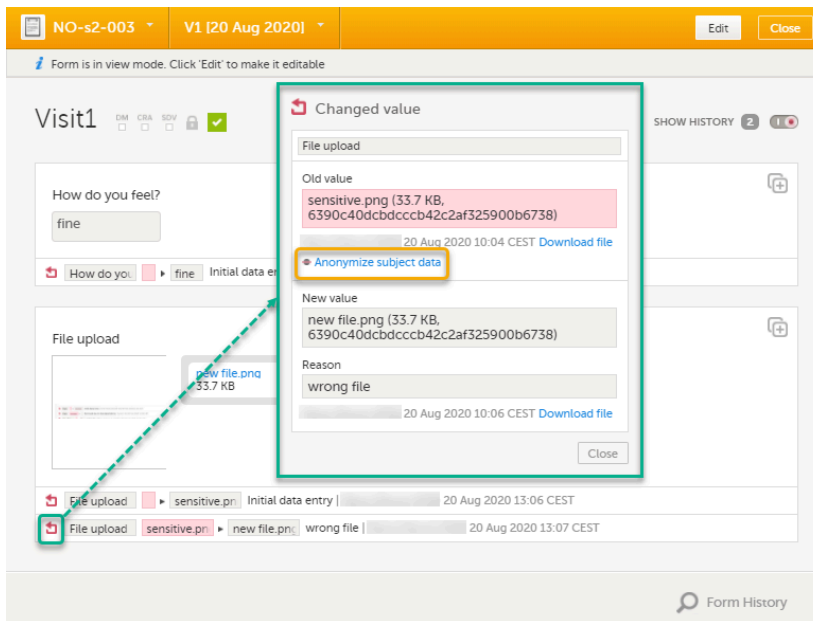 NO-s2-003
V1 [20 Aug 2020]
Edit
Close
Form is in view mode. Click 'Edit' to make it editable
Visit1
DM CRA SDV
SHOW HISTORY 2
How do you feel?
fine
How do you fine Initial data en
File upload
new file.png
33.7 KB
File upload sensitive.pn Initial data entry | 20 Aug 2020 13:06 CEST
File upload sensitive.pn new file.png wrong file | 20 Aug 2020 13:07 CEST
Changed value
File upload
Old value
sensitive.png (33.7 KB,
6390c40dcbdcccb42c2af325900b6738)
20 Aug 2020 10:04 CEST Download file
Anonymize subject data
New value
new file.png (33.7 KB,
6390c40dcbdcccb42c2af325900b6738)
Reason
wrong file
20 Aug 2020 10:06 CEST Download file
Close
Form History